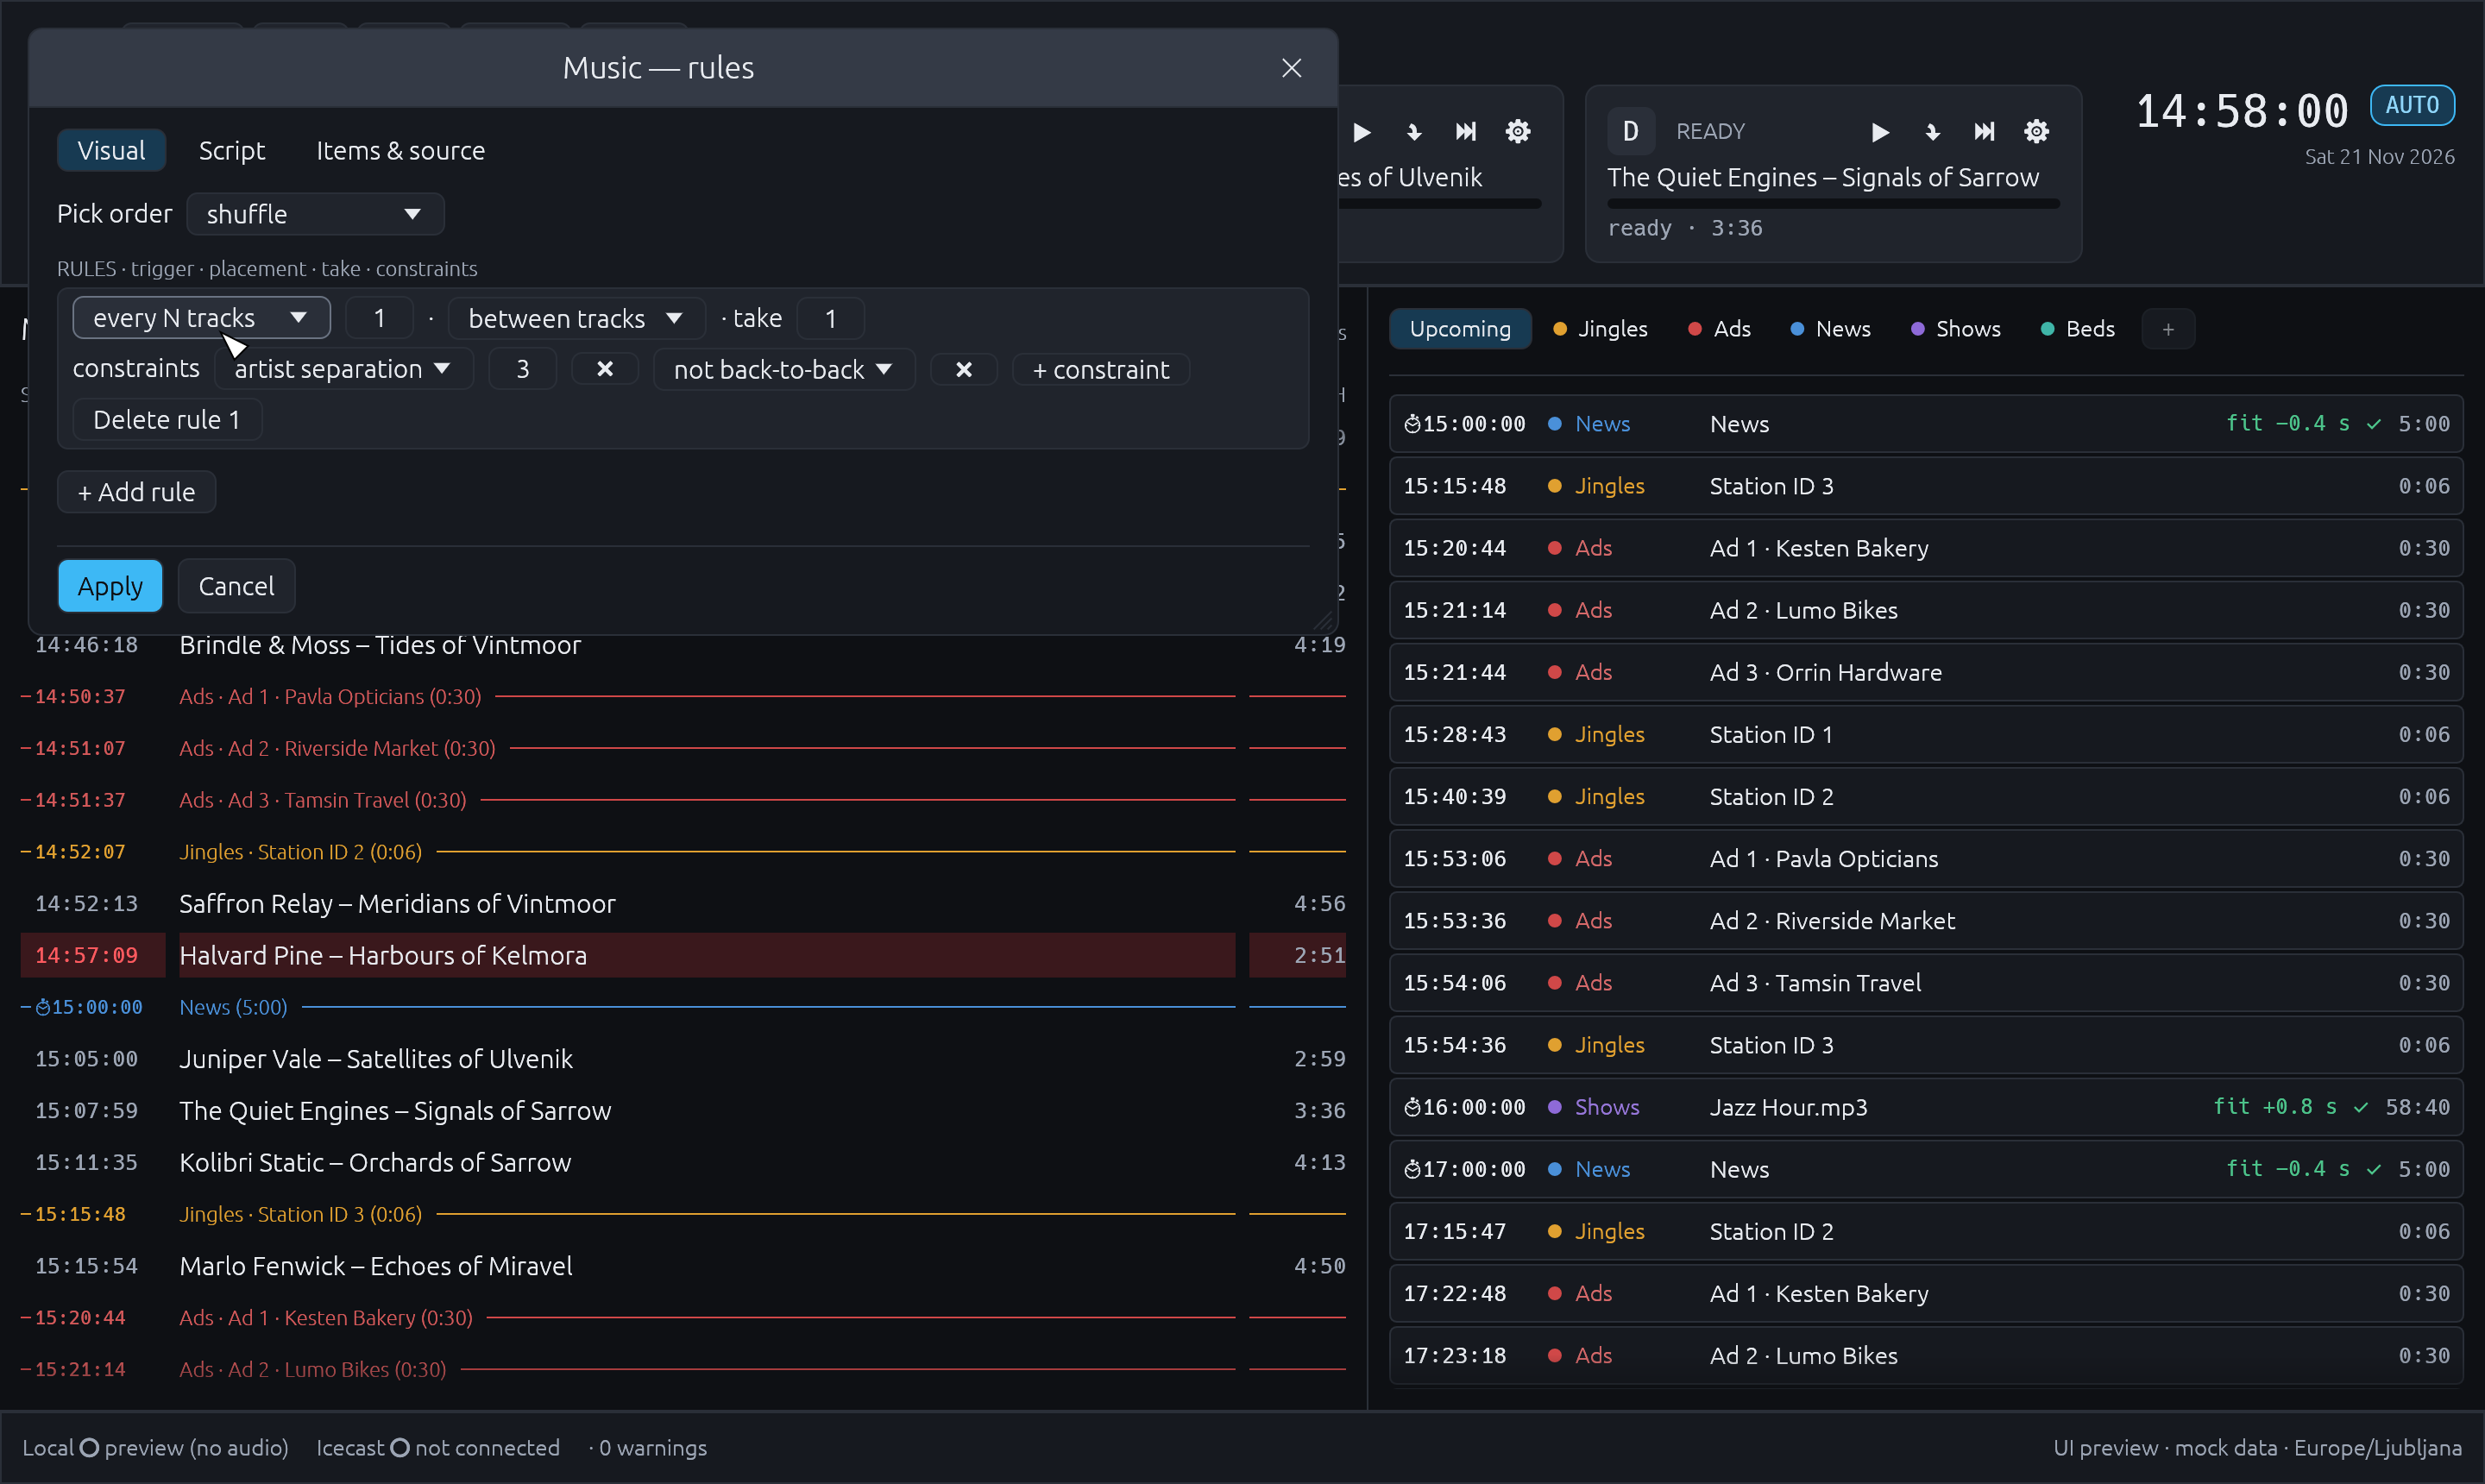 Music — rules
Visual Script Items & source
Pick order shuffle
RULES · trigger · placement · take · constraints
every N tracks 1 · between tracks · take 1
constraints artist separation 3 not back-to-back + constraint
Delete rule 1
+ Add rule
Apply Cancel
es of Ulvenik
D READY
The Quiet Engines – Signals of Sarrow
ready · 3:36
14:58:00 AUTO
Sat 21 Nov 2026
14:46:18 Brindle & Moss – Tides of Vintmoor 4:19
14:50:37 Ads · Ad 1 · Pavla Opticians (0:30)
14:51:07 Ads · Ad 2 · Riverside Market (0:30)
14:51:37 Ads · Ad 3 · Tamsin Travel (0:30)
14:52:07 Jingles · Station ID 2 (0:06)
14:52:13 Saffron Relay – Meridians of Vintmoor 4:56
14:57:09 Halvard Pine – Harbours of Kelmora 2:51
15:00:00 News (5:00)
15:05:00 Juniper Vale – Satellites of Ulvenik 2:59
15:07:59 The Quiet Engines – Signals of Sarrow 3:36
15:11:35 Kolibri Static – Orchards of Sarrow 4:13
15:15:48 Jingles · Station ID 3 (0:06)
15:15:54 Marlo Fenwick – Echoes of Miravel 4:50
15:20:44 Ads · Ad 1 · Kesten Bakery (0:30)
15:21:14 Ads · Ad 2 · Lumo Bikes (0:30)
Upcoming Jingles Ads News Shows Beds +
15:00:00 News News fit −0.4 s ✓ 5:00
15:15:48 Jingles Station ID 3 0:06
15:20:44 Ads Ad 1 · Kesten Bakery 0:30
15:21:14 Ads Ad 2 · Lumo Bikes 0:30
15:21:44 Ads Ad 3 · Orrin Hardware 0:30
15:28:43 Jingles Station ID 1 0:06
15:40:39 Jingles Station ID 2 0:06
15:53:06 Ads Ad 1 · Pavla Opticians 0:30
15:53:36 Ads Ad 2 · Riverside Market 0:30
15:54:06 Ads Ad 3 · Tamsin Travel 0:30
15:54:36 Jingles Station ID 3 0:06
16:00:00 Shows Jazz Hour.mp3 fit +0.8 s ✓ 58:40
17:00:00 News News fit −0.4 s ✓ 5:00
17:15:47 Jingles Station ID 2 0:06
17:22:48 Ads Ad 1 · Kesten Bakery 0:30
17:23:18 Ads Ad 2 · Lumo Bikes 0:30
Local preview (no audio) Icecast not connected · 0 warnings
UI preview · mock data · Europe/Ljubljana